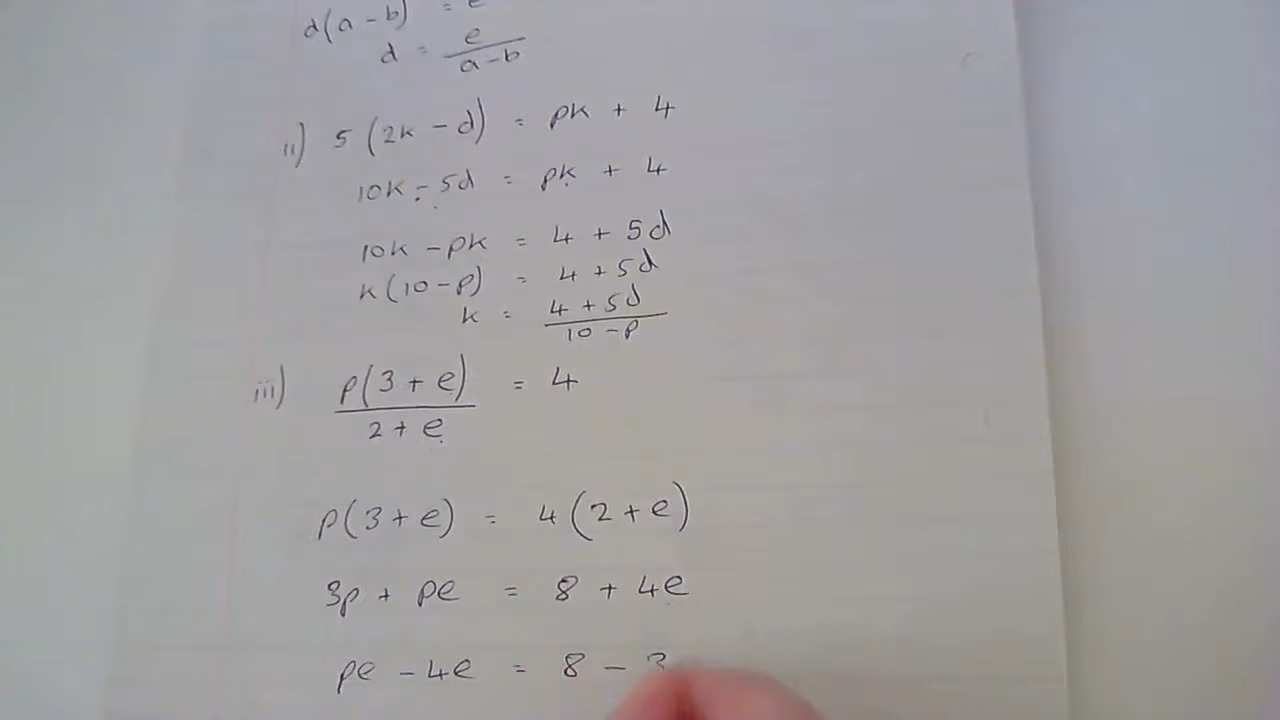 d(a - b) = e
d = e / a - b
ii) 5 (2k - d) = pk + 4
10k - 5d = pk + 4
10k - pk = 4 + 5d
k(10 - p) = 4 + 5d
k = 4 + 5d / 10 - p
iii) p(3 + e) / 2 + e = 4
p(3 + e) = 4(2 + e)
3p + pe = 8 + 4e
pe - 4e = 8 - 3